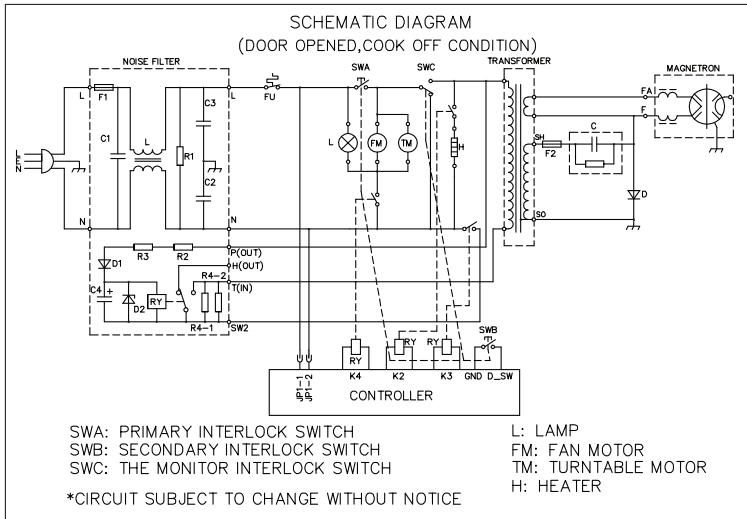 SCHEMATIC DIAGRAM
(DOOR OPENED,COOK OFF CONDITION)
NOISE FILTER
SWA
SWC
TRANSFORMER
MAGNETRON
L
F1
L
FU
C3
C1
L
R1
C2
L
FM
TM
H
FA
F
SH
F2
C
D
SO
L
E
N
N
N
P(OUT)
H(OUT)
T(IN)
SW2
D1
R3
R2
C4
+
D2
RY
R4-2
R4-1
RY
RY
RY
SWB
JP1-1
JP1-2
K4
K2
K3
GND
D_SW
CONTROLLER
SWA: PRIMARY INTERLOCK SWITCH
SWB: SECONDARY INTERLOCK SWITCH
SWC: THE MONITOR INTERLOCK SWITCH
L: LAMP
FM: FAN MOTOR
TM: TURNTABLE MOTOR
H: HEATER
*CIRCUIT SUBJECT TO CHANGE WITHOUT NOTICE